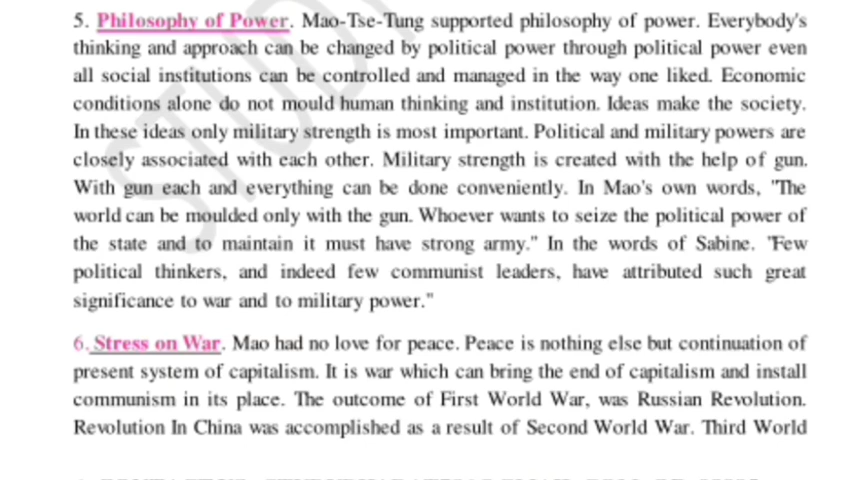 5. Philosophy of Power. Mao-Tse-Tung supported philosophy of power. Everybody's
thinking and approach can be changed by political power through political power even
all social institutions can be controlled and managed in the way one liked. Economic
conditions alone do not mould human thinking and institution. Ideas make the society.
In these ideas only military strength is most important. Political and military powers are
closely associated with each other. Military strength is created with the help of gun.
With gun each and everything can be done conveniently. In Mao's own words, "The
world can be moulded only with the gun. Whoever wants to seize the political power of
the state and to maintain it must have strong army." In the words of Sabine. "Few
political thinkers, and indeed few communist leaders, have attributed such great
significance to war and to military power."
6. Stress on War. Mao had no love for peace. Peace is nothing else but continuation of
present system of capitalism. It is war which can bring the end of capitalism and install
communism in its place. The outcome of First World War, was Russian Revolution.
Revolution In China was accomplished as a result of Second World War. Third World